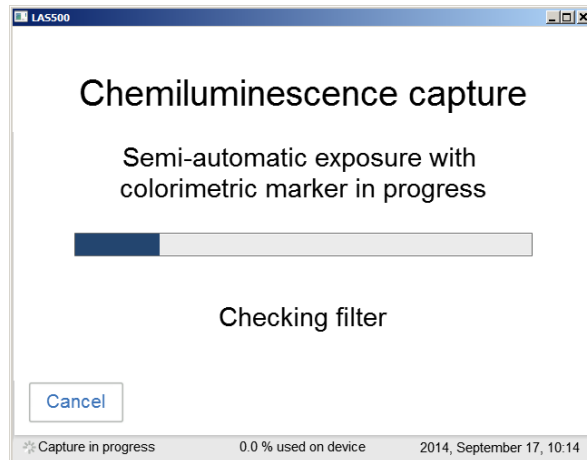 LAS500
Chemiluminescence capture
Semi-automatic exposure with
colorimetric marker in progress
Checking filter
Cancel
Capture in progress 0.0 % used on device 2014, September 17, 10:14